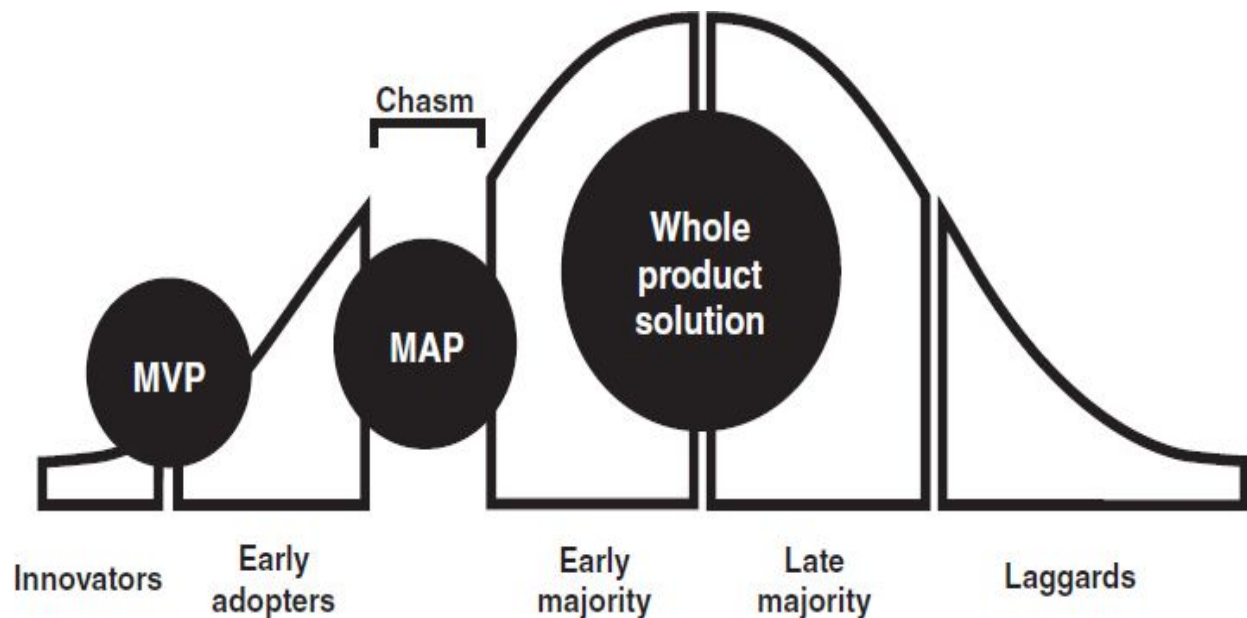 Chasm
MVP
MAP
Whole
product
solution
Innovators
Early
adopters
Early
majority
Late
majority
Laggards